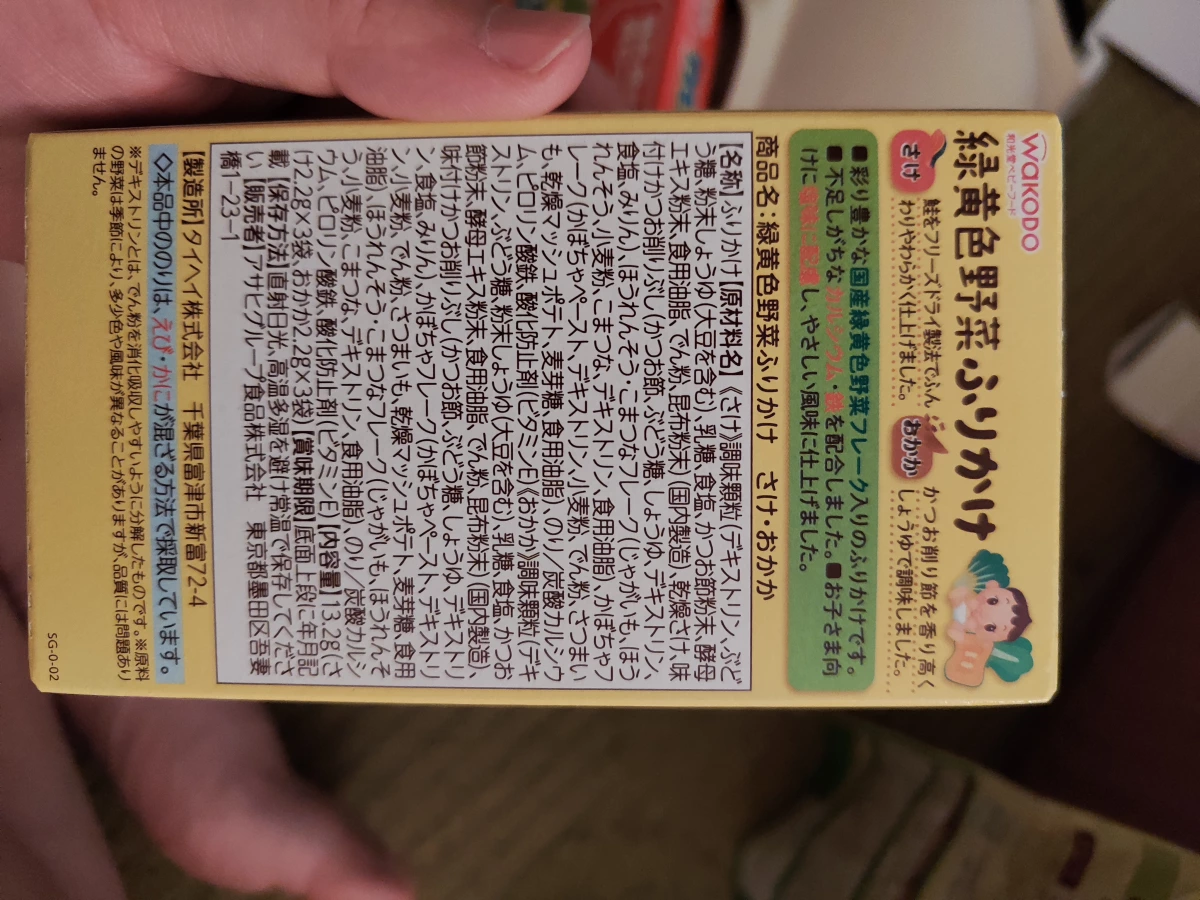 WAKODO
和光堂ベビーフード
緑黄色野菜ふりかけ
さけ
鮭をフリーズドライ製法でふん
わりやわらかく仕上げました。
おかか
かつお削り節を香り高く
しょうゆで調味しました。
■彩り豊かな国産緑黄色野菜フレーク入りのふりかけです。
■不足しがちなカルシウム・鉄を配合しました。■お子さま向
けに塩味に配慮し、やさしい風味に仕上げました。
商品名:緑黄色野菜ふりかけ さけ・おかか
【名称】ふりかけ【原材料名】《さけ》調味顆粒(デキストリン、ぶど
う糖、粉末しょうゆ(大豆を含む)、乳糖、食塩、かつお節粉末、酵母
エキス粉末、食用油脂、でん粉、昆布粉末)(国内製造)、乾燥さけ、味
付けかつお削りぶし(かつお節、ぶどう糖、しょうゆ、デキストリン、
食塩、みりん)、ほうれんそう・こまつなフレーク(じゃがいも、ほう
れんそう、小麦粉、こまつな、デキストリン、食用油脂)、かぼちゃフ
レーク(かぼちゃペースト、デキストリン、小麦粉、でん粉、さつまい
も、乾燥マッシュポテト、麦芽糖、食用油脂)、のり/炭酸カルシウ
ム、ピロリン酸鉄、酸化防止剤(ビタミンE)《おかか》調味顆粒(デキ
ストリン、ぶどう糖、粉末しょうゆ(大豆を含む)、乳糖、食塩、かつお
節粉末、酵母エキス粉末、食用油脂、でん粉、昆布粉末)(国内製造)、
味付けかつお削りぶし(かつお節、ぶどう糖、しょうゆ、デキストリ
ン、食塩、みりん)、かぼちゃフレーク(かぼちゃペースト、デキストリ
ン、小麦粉、でん粉、さつまいも、乾燥マッシュポテト、麦芽糖、食用
油脂)、ほうれんそう・こまつなフレーク(じゃがいも、ほうれんそ
う、小麦粉、こまつな、デキストリン、食用油脂)、のり/炭酸カルシ
ウム、ピロリン酸鉄、酸化防止剤(ビタミンE)【内容量】13.2g(さ
け2.2g×3袋、おかか2.2g×3袋)【賞味期限】底面上段に年月記
載【保存方法】直射日光、高温多湿を避け常温で保存してくださ
い【販売者】アサヒグループ食品株式会社 東京都墨田区吾妻
橋1-23-1
【製造所】タイヘイ株式会社 千葉県富津市新富72-4
◇本品中ののりは、えび・かにが混ざる方法で採取しています。
※デキストリンとは、でん粉を消化吸収しやすいように分解したものです。※原料
の野菜は季節により、多少色や風味が異なることがありますが、品質には問題あり
ません。
SG-0-02